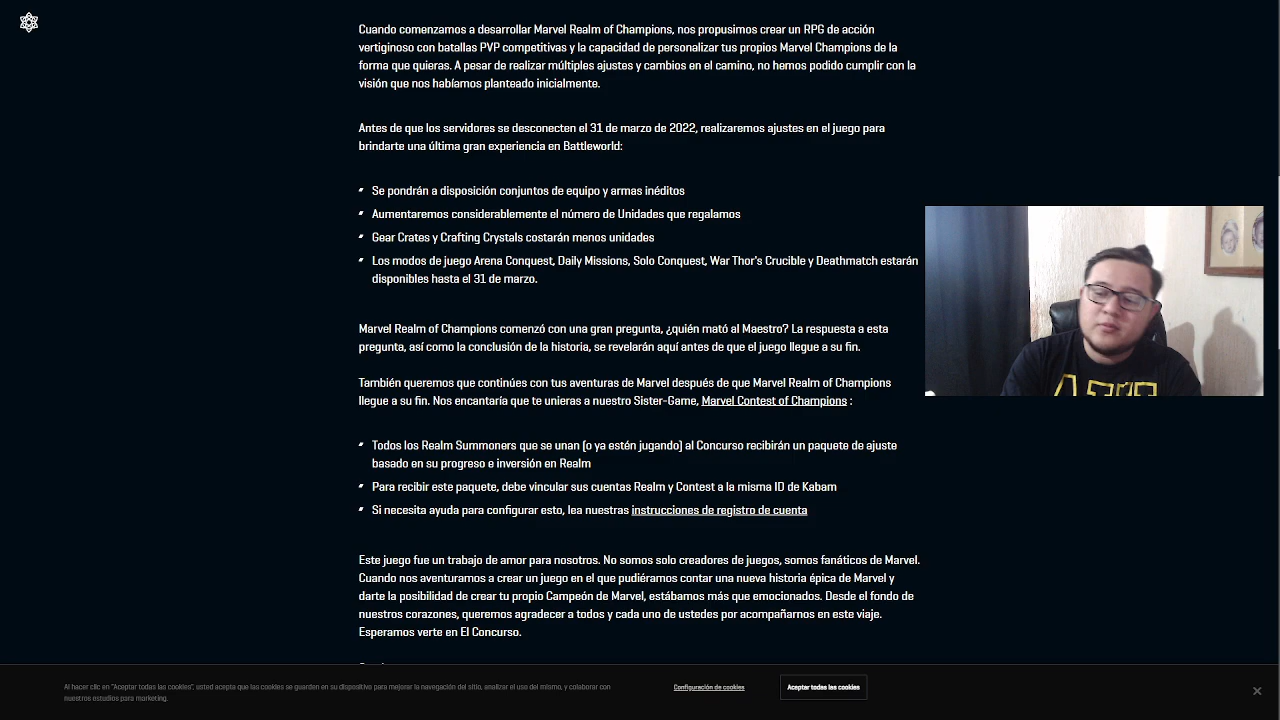 Cuando comenzamos a desarrollar Marvel Realm of Champions, nos propusimos crear un RPG de acción
vertiginoso con batallas PVP competitivas y la capacidad de personalizar tus propios Marvel Champions de la
forma que quieras. A pesar de realizar múltiples ajustes y cambios en el camino, no hemos podido cumplir con la
visión que nos habíamos planteado inicialmente.
Antes de que los servidores se desconecten el 31 de marzo de 2022, realizaremos ajustes en el juego para
brindarte una última gran experiencia en Battleworld:
Se pondrán a disposición conjuntos de equipo y armas inéditos
Aumentaremos considerablemente el número de Unidades que regalamos
Gear Crates y Crafting Crystals costarán menos unidades
Los modos de juego Arena Conquest, Daily Missions, Solo Conquest, War Thor's Crucible y Deathmatch estarán
disponibles hasta el 31 de marzo.
Marvel Realm of Champions comenzó con una gran pregunta, ¿quién mató al Maestro? La respuesta a esta
pregunta, así como la conclusión de la historia, se revelarán aquí antes de que el juego llegue a su fin.
También queremos que continúes con tus aventuras de Marvel después de que Marvel Realm of Champions
llegue a su fin. Nos encantaría que te unieras a nuestro Sister-Game, Marvel Contest of Champions :
Todos los Realm Summoners que se unan (o ya estén jugando) al Concurso recibirán un paquete de ajuste
basado en su progreso e inversión en Realm
Para recibir este paquete, debe vincular sus cuentas Realm y Contest a la misma ID de Kabam
Si necesita ayuda para configurar esto, lea nuestras instrucciones de registro de cuenta
Este juego fue un trabajo de amor para nosotros. No somos solo creadores de juegos, somos fanáticos de Marvel.
Cuando nos aventuramos a crear un juego en el que pudiéramos contar una nueva historia épica de Marvel y
darte la posibilidad de crear tu propio Campeón de Marvel, estábamos más que emocionados. Desde el fondo de
nuestros corazones, queremos agradecer a todos y cada uno de ustedes por acompañarnos en este viaje.
Esperamos verte en El Concurso.
Al hacer clic en "Aceptar todas las cookies", usted acepta que las cookies se guarden en su dispositivo para mejorar la navegación del sitio, analizar el uso del mismo, y colaborar con
nuestros estudios para marketing.
Configuración de cookies
Aceptar todas las cookies